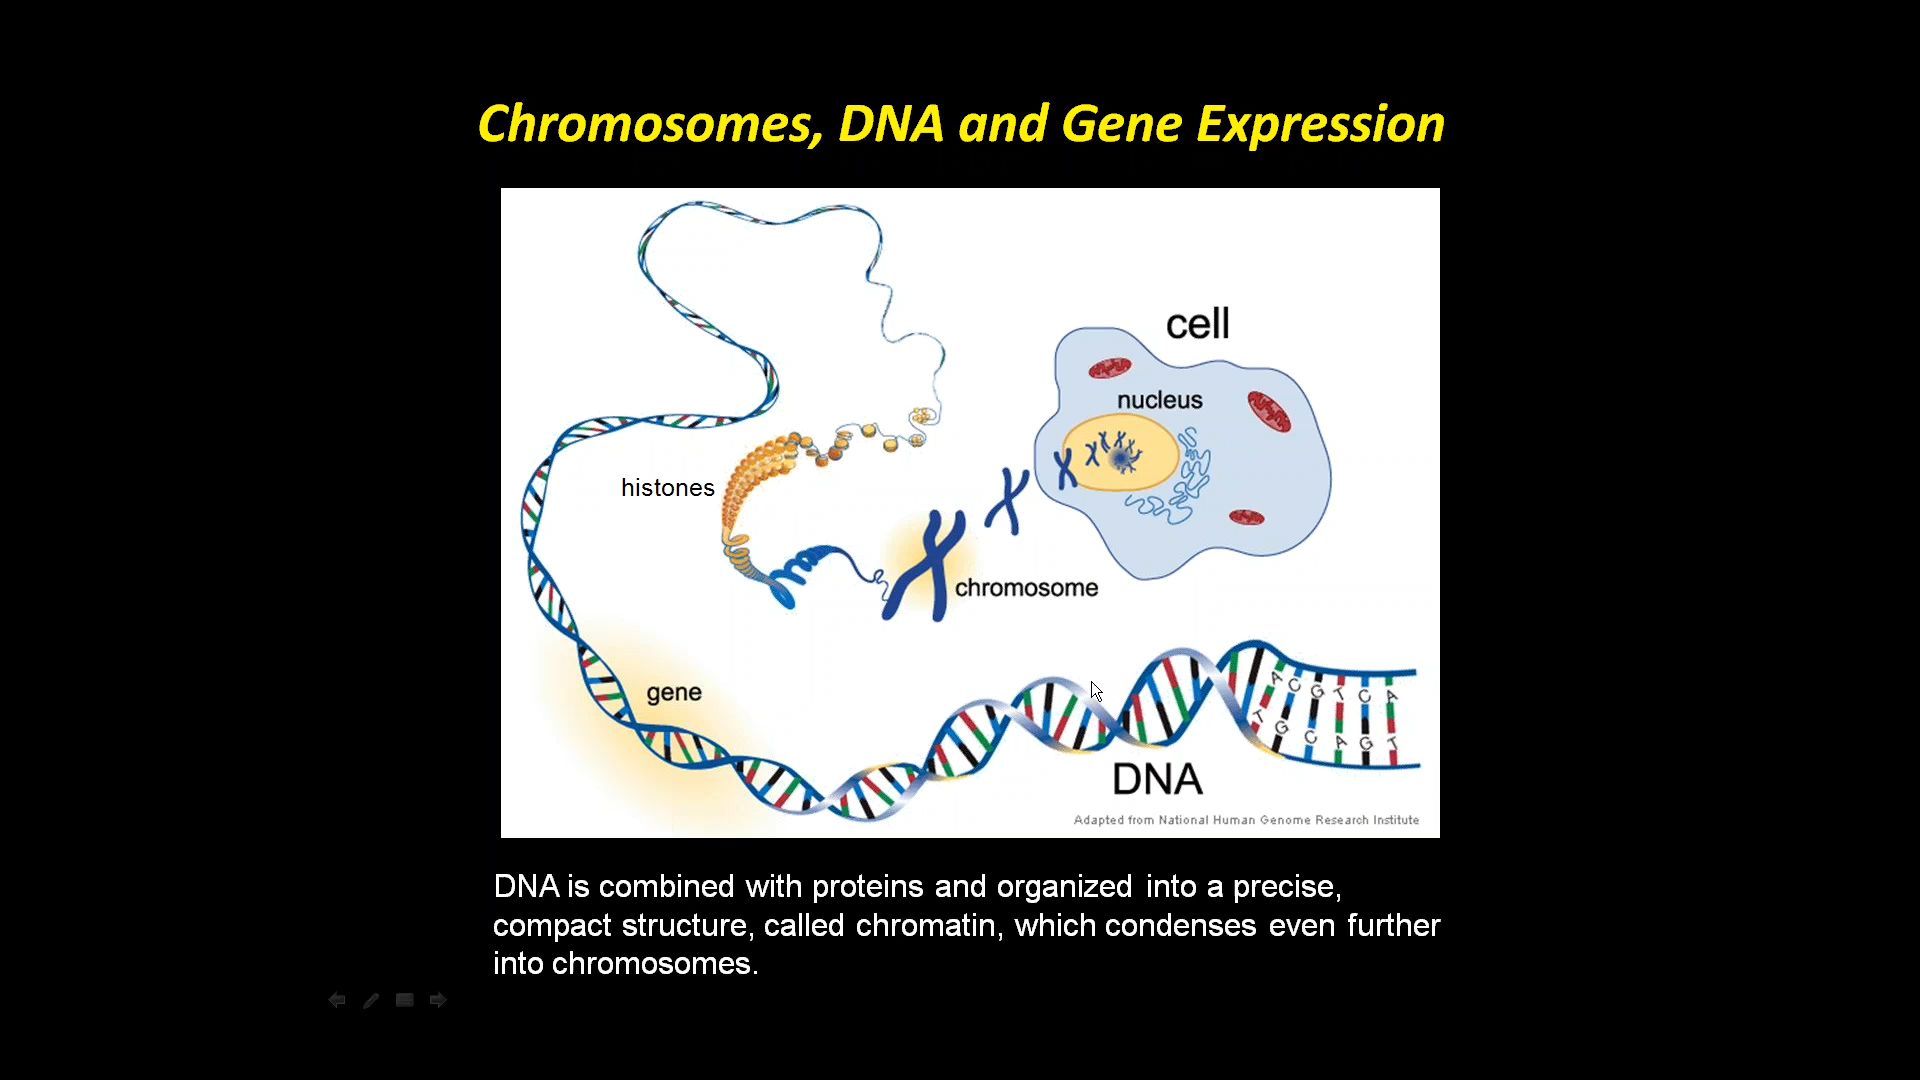 Chromosomes, DNA and Gene Expression
cell
nucleus
histones
chromosome
gene
A C G T C A
T G C A G T
DNA
Adapted from National Human Genome Research Institute
DNA is combined with proteins and organized into a precise,
compact structure, called chromatin, which condenses even further
into chromosomes.